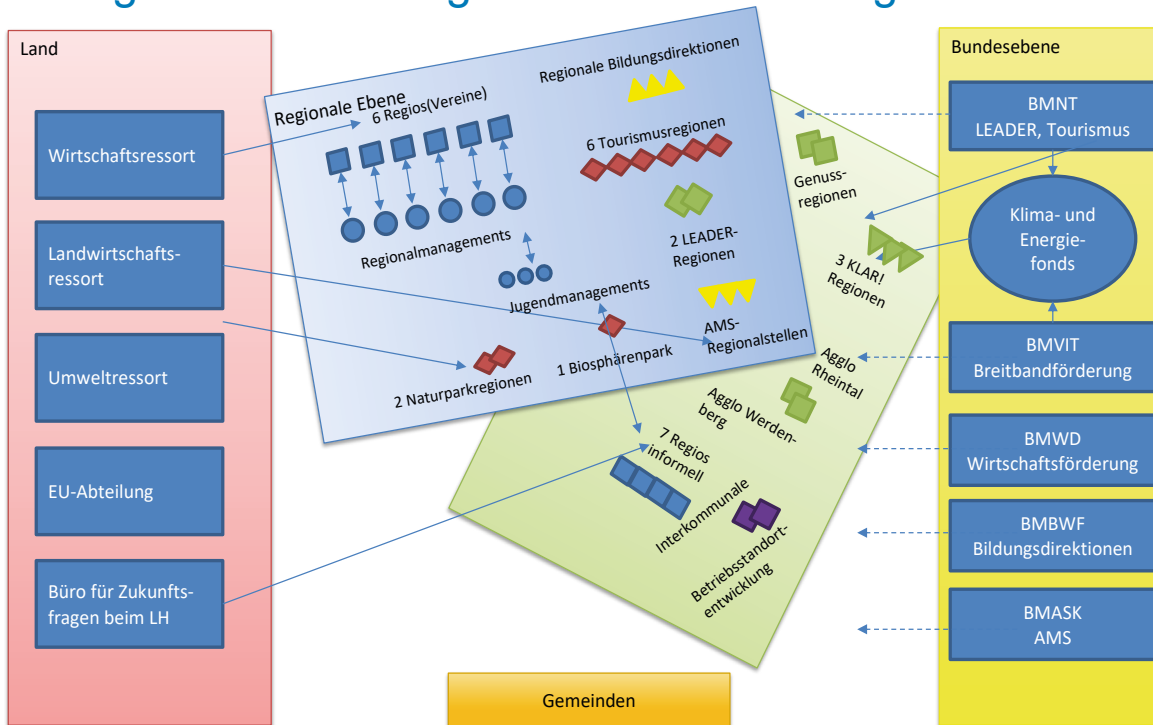 Land
Wirtschaftsressort
Landwirtschafts-
ressort
Umweltressort
EU-Abteilung
Büro für Zukunfts-
fragen beim LH
Regionale Ebene
6 Regios(Vereine)
Regionalmanagements
Jugendmanagements
1 Biosphärenpark
2 Naturparkregionen
Regionale Bildungsdirektionen
6 Tourismusregionen
2 LEADER-
Regionen
AMS-
Regionalstellen
Genuss-
regionen
3 KLAR!
Regionen
Agglo
Rheintal
Agglo Werden-
berg
7 Regios
informell
Interkommunale
Betriebsstandort-
entwicklung
Gemeinden
Bundesebene
BMNT
LEADER, Tourismus
Klima- und
Energie-
fonds
BMVIT
Breitbandförderung
BMWD
Wirtschaftsförderung
BMBWF
Bildungsdirektionen
BMASK
AMS